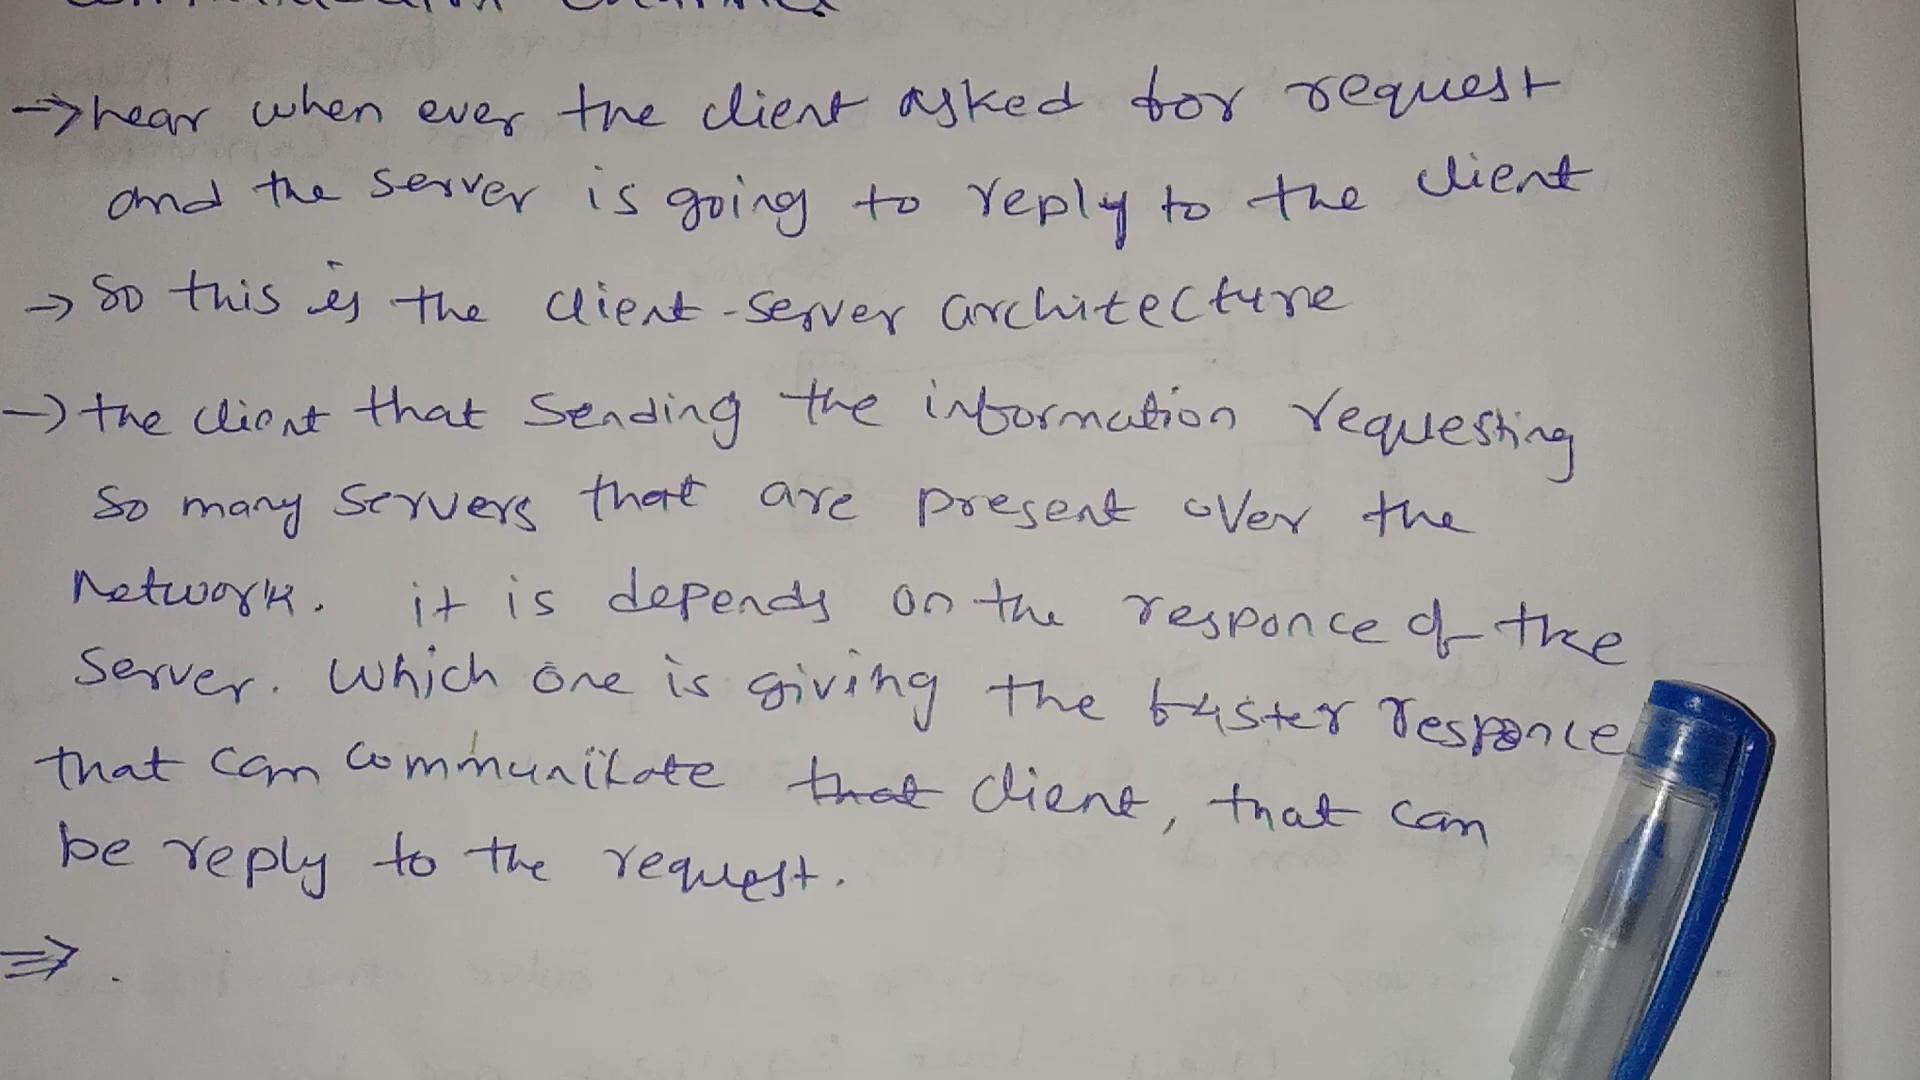 → hear when ever the client asked for request
and the server is going to reply to the client
→ so this is the client-server architecture
→ the client that sending the information requesting
so many servers that are present over the
network. it is depends on the responce of the
server. which one is giving the faster responce
that can communicate that client, that can
be reply to the request.
⇒ .